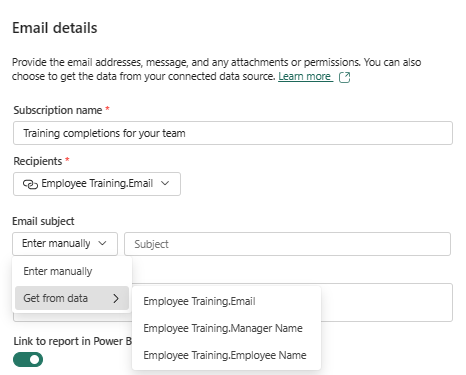 Email details
Provide the email addresses, message, and any attachments or permissions. You can also
choose to get the data from your connected data source. Learn more
Subscription name *
Training completions for your team
Recipients *
Employee Training.Email
Email subject
Enter manually
Subject
Enter manually
Get from data
Employee Training.Email
Employee Training.Manager Name
Employee Training.Employee Name
Link to report in Power B